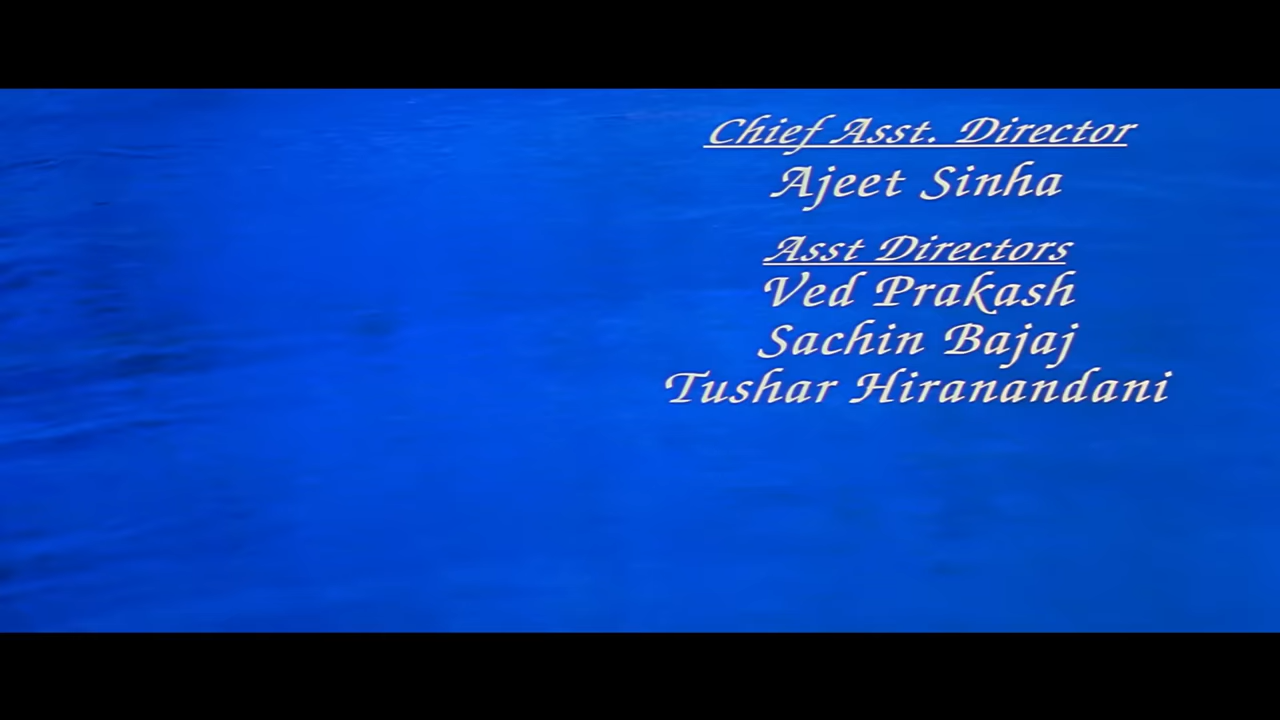 Chief Asst. Director
Ajeet Sinha
Asst Directors
Ved Prakash
Sachin Bajaj
Tushar Hiranandani